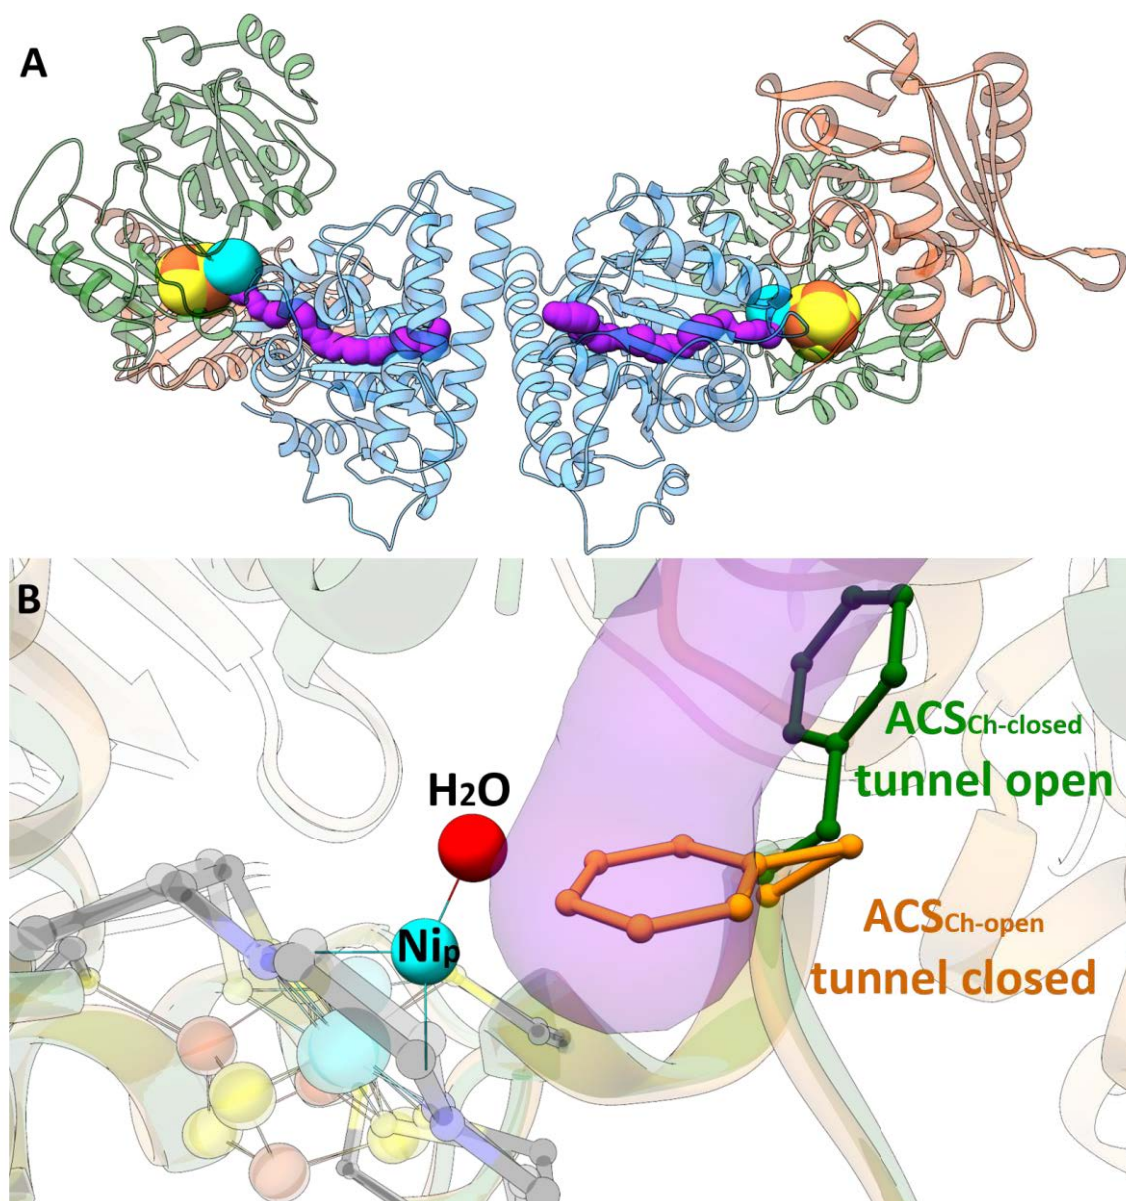 A
B
H2O
Nip
ACSCh-closed
tunnel open
ACSCh-open
tunnel closed